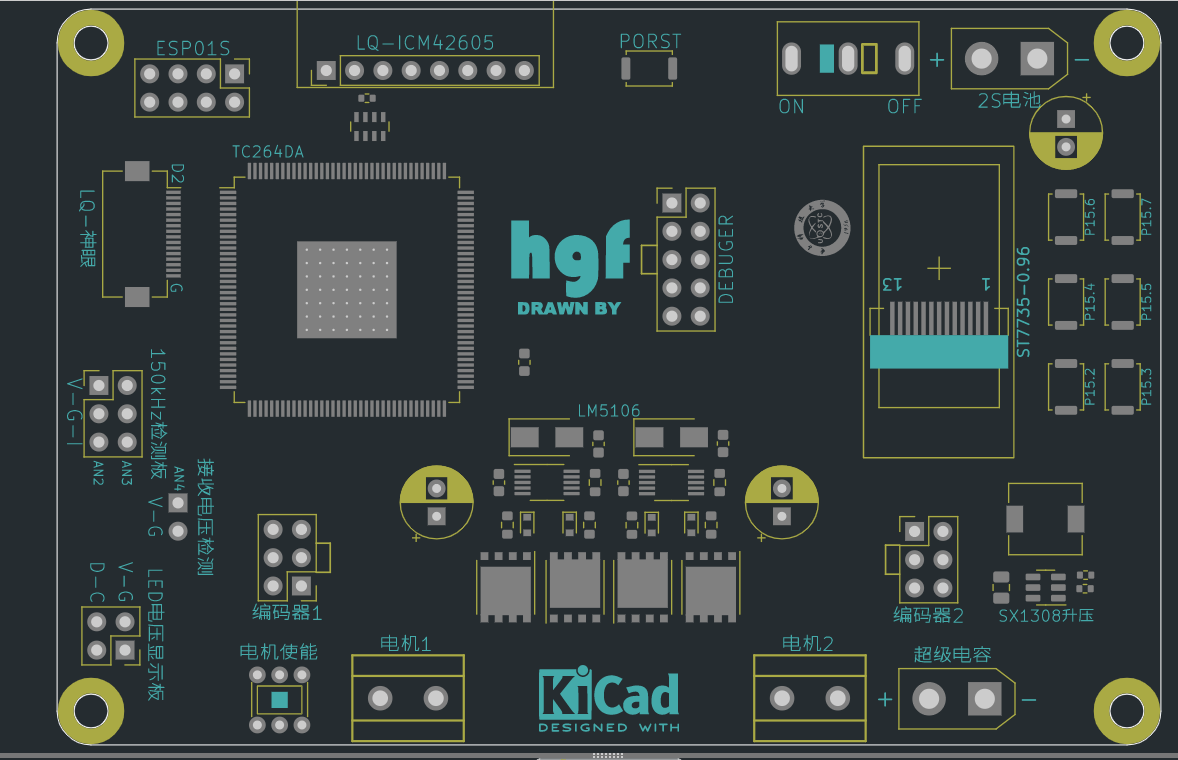 ESP01S
LQ-ICM42605
PORST
ON
OFF
+
-
2S电池
+
TC264DA
D2
LQ-神眼
G
hgf
DRAWN BY
DEBUGER
13
1
ST7735-0.96
P15.6
P15.7
P15.4
P15.5
P15.2
P15.3
150kHz检测板
V-G-I
AN2
AN3
AN4
V-G
接收电压检测
LM5106
+
+
D-C
V-G
LED电压显示板
编码器1
编码器2
SX1308升压
电机使能
电机1
电机2
超级电容
+
-
KiCad
DESIGNED WITH